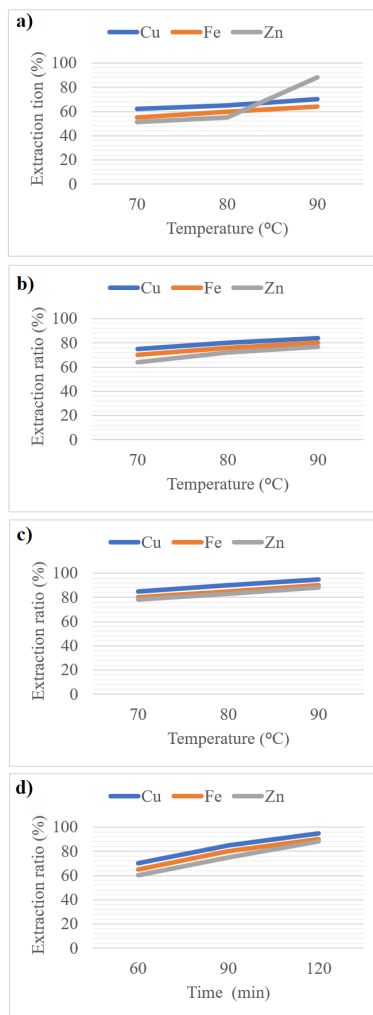 a)
Cu Fe Zn
Extraction tion (%)
100
80
60
40
20
0
70 80 90
Temperature (°C)
b)
Cu Fe Zn
Extraction ratio (%)
100
80
60
40
20
0
70 80 90
Temperature (°C)
c)
Cu Fe Zn
Extraction ratio (%)
100
80
60
40
20
0
70 80 90
Temperature (°C)
d)
Cu Fe Zn
Extraction ratio (%)
100
80
60
40
20
0
60 90 120
Time (min)